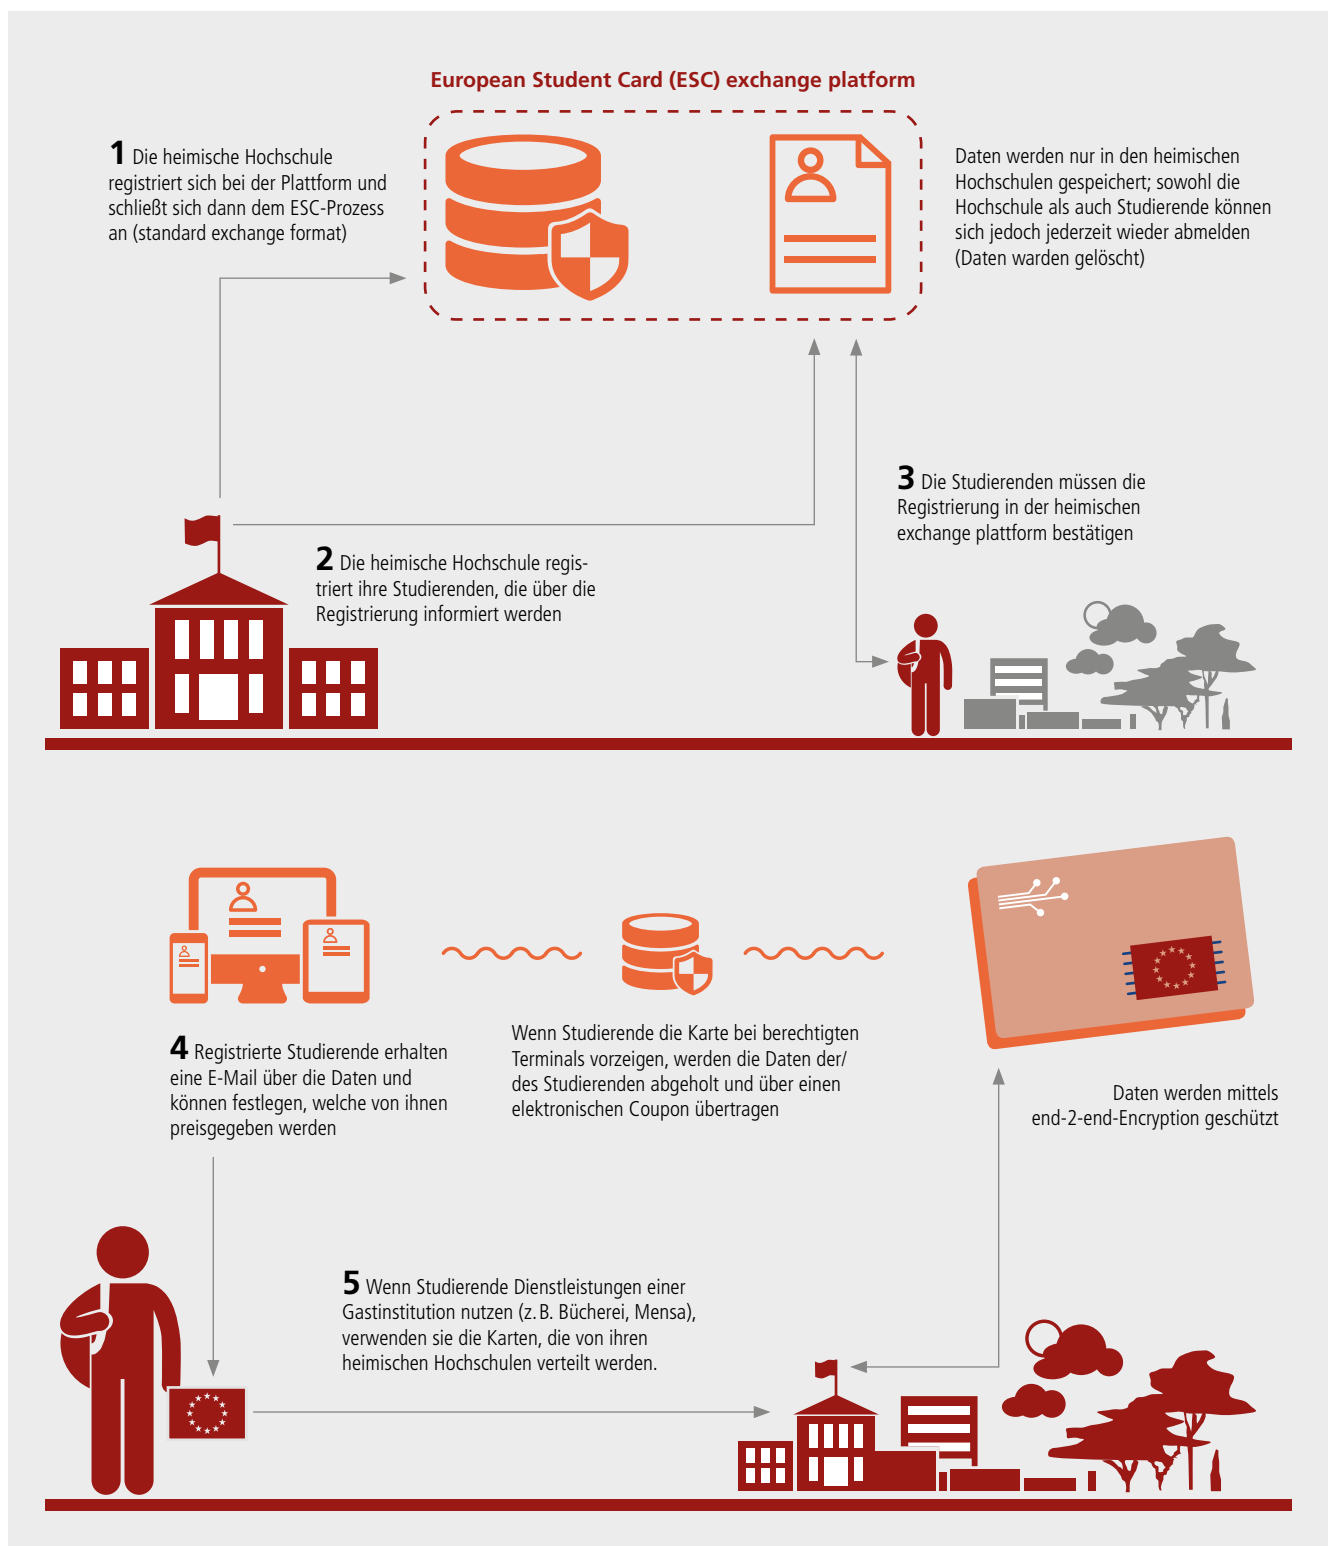 European Student Card (ESC) exchange platform
1 Die heimische Hochschule
registriert sich bei der Plattform und
schließt sich dann dem ESC-Prozess
an (standard exchange format)
Daten werden nur in den heimischen
Hochschulen gespeichert; sowohl die
Hochschule als auch Studierende können
sich jedoch jederzeit wieder abmelden
(Daten warden gelöscht)
2 Die heimische Hochschule regis-
triert ihre Studierenden, die über die
Registrierung informiert werden
3 Die Studierenden müssen die
Registrierung in der heimischen
exchange plattform bestätigen
4 Registrierte Studierende erhalten
eine E-Mail über die Daten und
können festlegen, welche von ihnen
preisgegeben werden
Wenn Studierende die Karte bei berechtigten
Terminals vorzeigen, werden die Daten der/
des Studierenden abgeholt und über einen
elektronischen Coupon übertragen
Daten werden mittels
end-2-end-Encryption geschützt
5 Wenn Studierende Dienstleistungen einer
Gastinstitution nutzen (z. B. Bücherei, Mensa),
verwenden sie die Karten, die von ihren
heimischen Hochschulen verteilt werden.